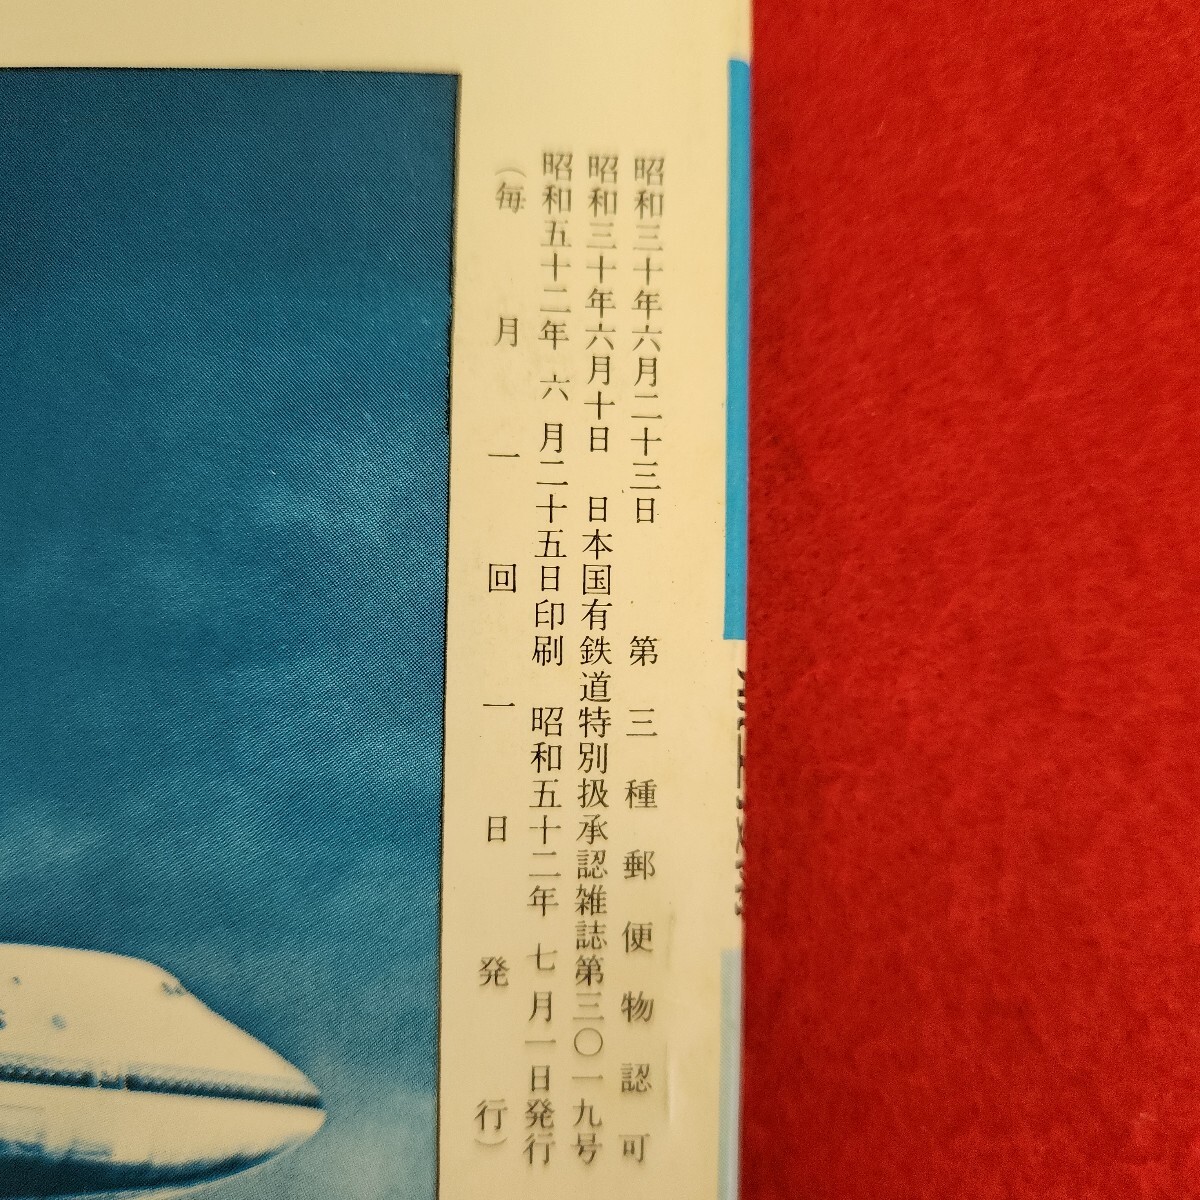 昭和三十年六月二十三日 第三種郵便物認可
昭和三十年六月十日 日本国有鉄道特別扱承認雑誌第三〇一九号
昭和五十二年六月二十五日印刷 昭和五十二年七月一日発行
（毎月一回一日発行）